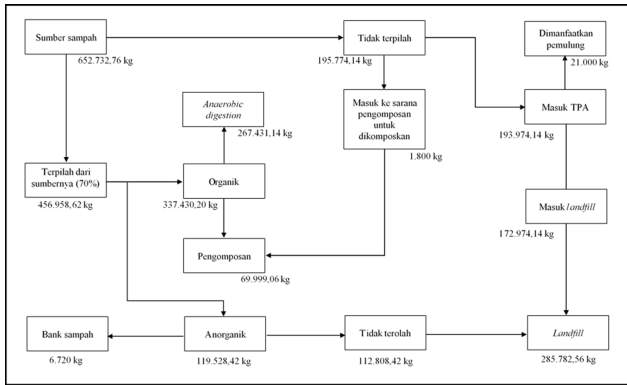 Sumber sampah
652.732,76 kg
Tidak terpilah
195.774,14 kg
Dimanfaatkan
pemulung
21.000 kg
Anaerobic
digestion
267.431,14 kg
Masuk ke sarana
pengomposan
untuk
dikomposkan
1.800 kg
Masuk TPA
193.974,14 kg
Terpilah dari
sumbernya (70%)
456.958,62 kg
Organik
337.430,20 kg
Masuk landfill
172.974,14 kg
Pengomposan
69.999,06 kg
Bank sampah
6.720 kg
Anorganik
119.528,42 kg
Tidak terolah
112.808,42 kg
Landfill
285.782,56 kg